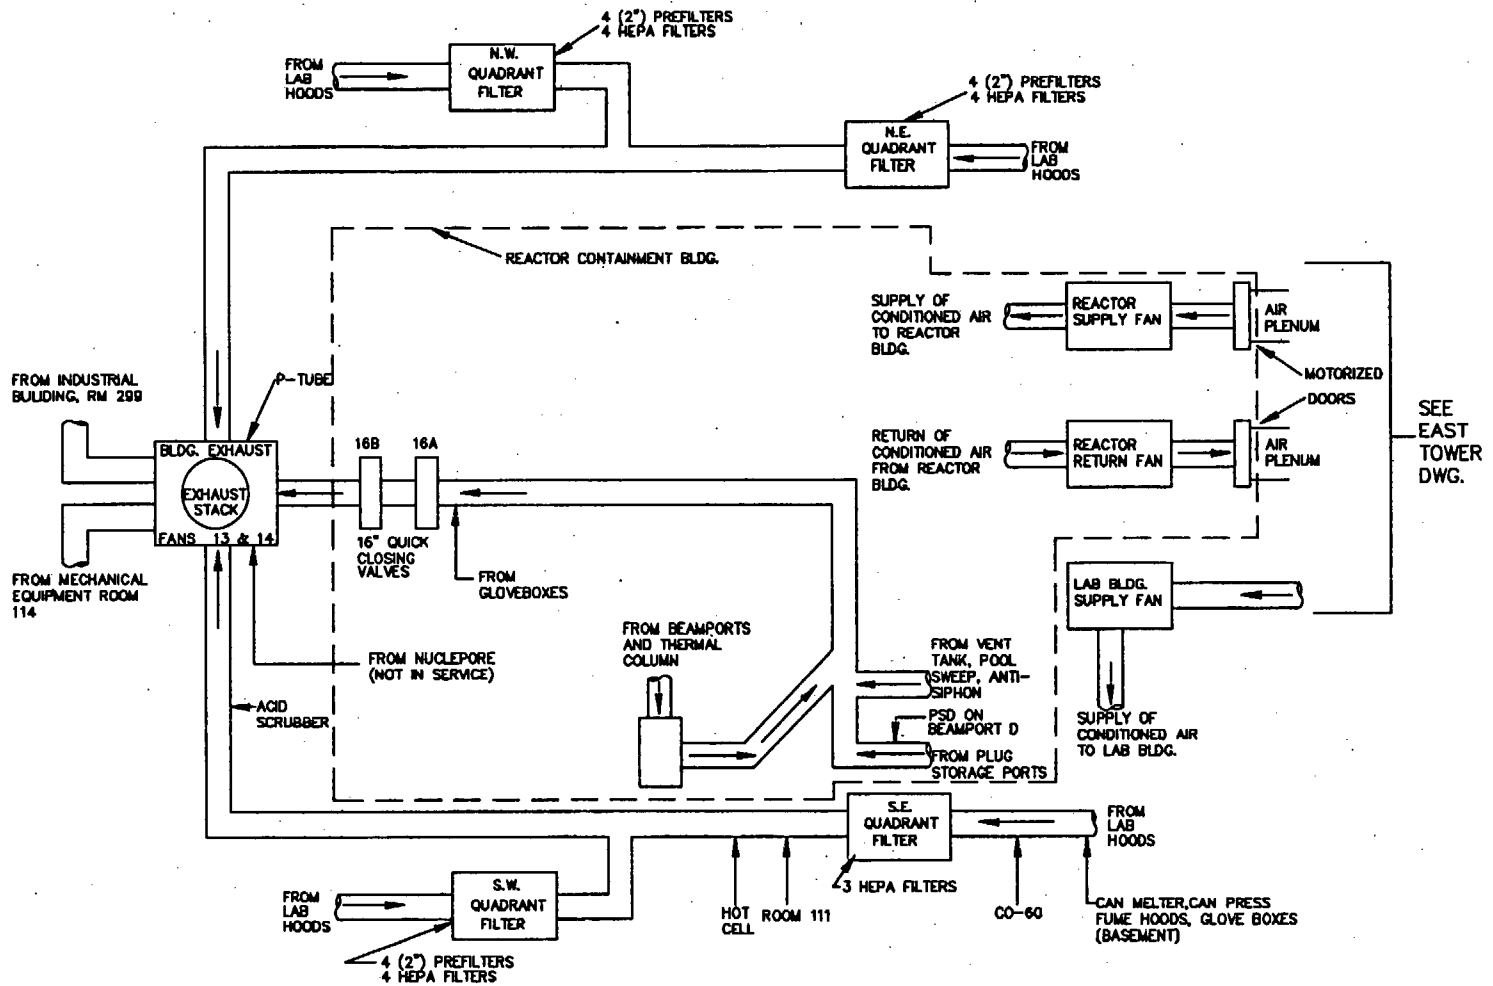 4 (2") PREFILTERS
4 HEPA FILTERS
FROM
LAB
HOODS
N.W.
QUADRANT
FILTER
4 (2") PREFILTERS
4 HEPA FILTERS
N.E.
QUADRANT
FILTER
FROM
LAB
HOODS
REACTOR CONTAINMENT BLDG.
SUPPLY OF
CONDITIONED AIR
TO REACTOR
BLDG.
REACTOR
SUPPLY FAN
AIR
PLENUM
MOTORIZED
DOORS
RETURN OF
CONDITIONED AIR
FROM REACTOR
BLDG.
REACTOR
RETURN FAN
AIR
PLENUM
SEE
EAST
TOWER
DWG.
FROM INDUSTRIAL
BUILDING, RM 299
P-TUBE
BLDG. EXHAUST
EXHAUST
STACK
FANS 13 & 14
16B
16A
16" QUICK
CLOSING
VALVES
FROM
GLOVEBOXES
FROM MECHANICAL
EQUIPMENT ROOM
114
FROM NUCLEPORE
(NOT IN SERVICE)
ACID
SCRUBBER
FROM BEAMPORTS
AND THERMAL
COLUMN
FROM VENT
TANK, POOL
SWEEP, ANTI-
SIPHON
PSD ON
BEAMPORT D
FROM PLUG
STORAGE PORTS
LAB BLDG.
SUPPLY FAN
SUPPLY OF
CONDITIONED AIR
TO LAB BLDG.
S.E.
QUADRANT
FILTER
FROM
LAB
HOODS
3 HEPA FILTERS
HOT
CELL
ROOM 111
CO-60
CAN MELTER,CAN PRESS
FUME HOODS, GLOVE BOXES
(BASEMENT)
FROM
LAB
HOODS
S.W.
QUADRANT
FILTER
4 (2") PREFILTERS
4 HEPA FILTERS